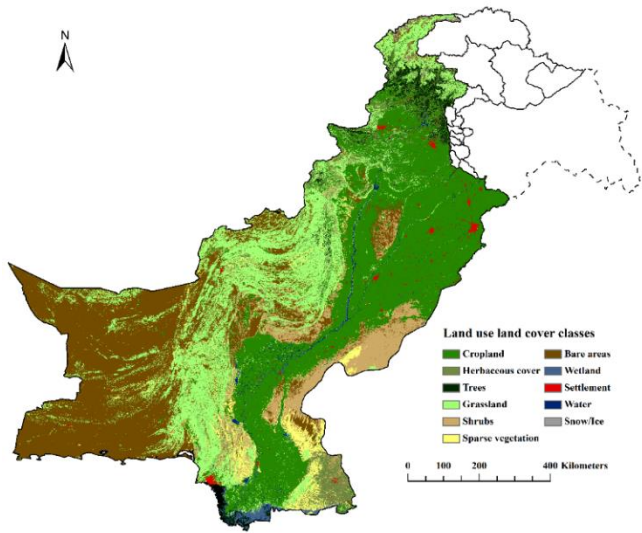 N
Land use land cover classes
Cropland Bare areas
Herbaceous cover Wetland
Trees Settlement
Grassland Water
Shrubs Snow/Ice
Sparse vegetation
0 100 200 400 Kilometers